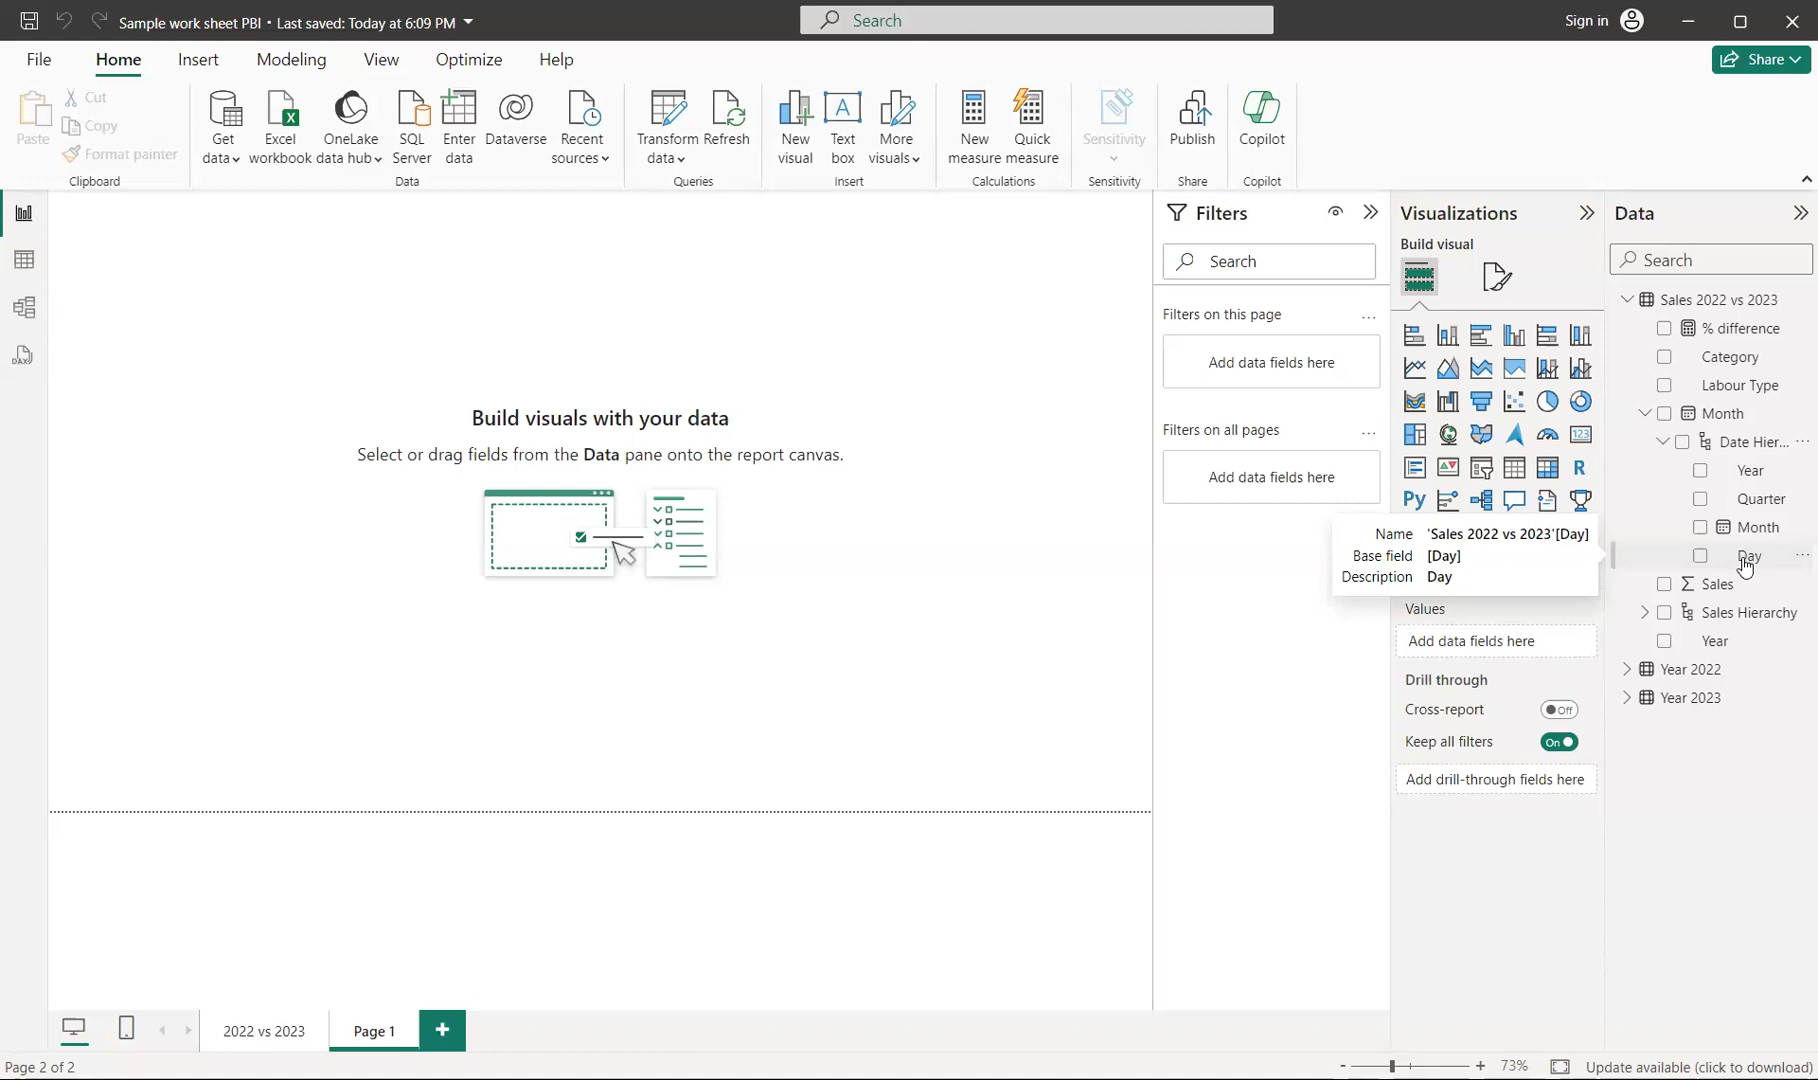 Sample work sheet PBI • Last saved: Today at 6:09 PM
Search
Sign in
File
Home
Insert
Modeling
View
Optimize
Help
Share
Paste
Cut
Copy
Format painter
Clipboard
Get data
Excel workbook
OneLake data hub
SQL Server
Enter data
Dataverse
Recent sources
Data
Transform data
Refresh
Queries
New visual
Text box
More visuals
Insert
New measure
Quick measure
Calculations
Sensitivity
Sensitivity
Publish
Share
Copilot
Copilot
Build visuals with your data
Select or drag fields from the Data pane onto the report canvas.
Filters
Search
Filters on this page
...
Add data fields here
Filters on all pages
...
Add data fields here
Visualizations
Build visual
123
R
Py
Name 'Sales 2022 vs 2023'[Day]
Base field [Day]
Description Day
Values
Add data fields here
Drill through
Cross-report Off
Keep all filters On
Add drill-through fields here
Data
Search
Sales 2022 vs 2023
% difference
Category
Labour Type
Month
Date Hier... ...
Year
Quarter
Month
Day ...
Σ Sales
Sales Hierarchy
Year
Year 2022
Year 2023
DAX
2022 vs 2023
Page 1
+
Page 2 of 2
- + 73%
Update available (click to download)